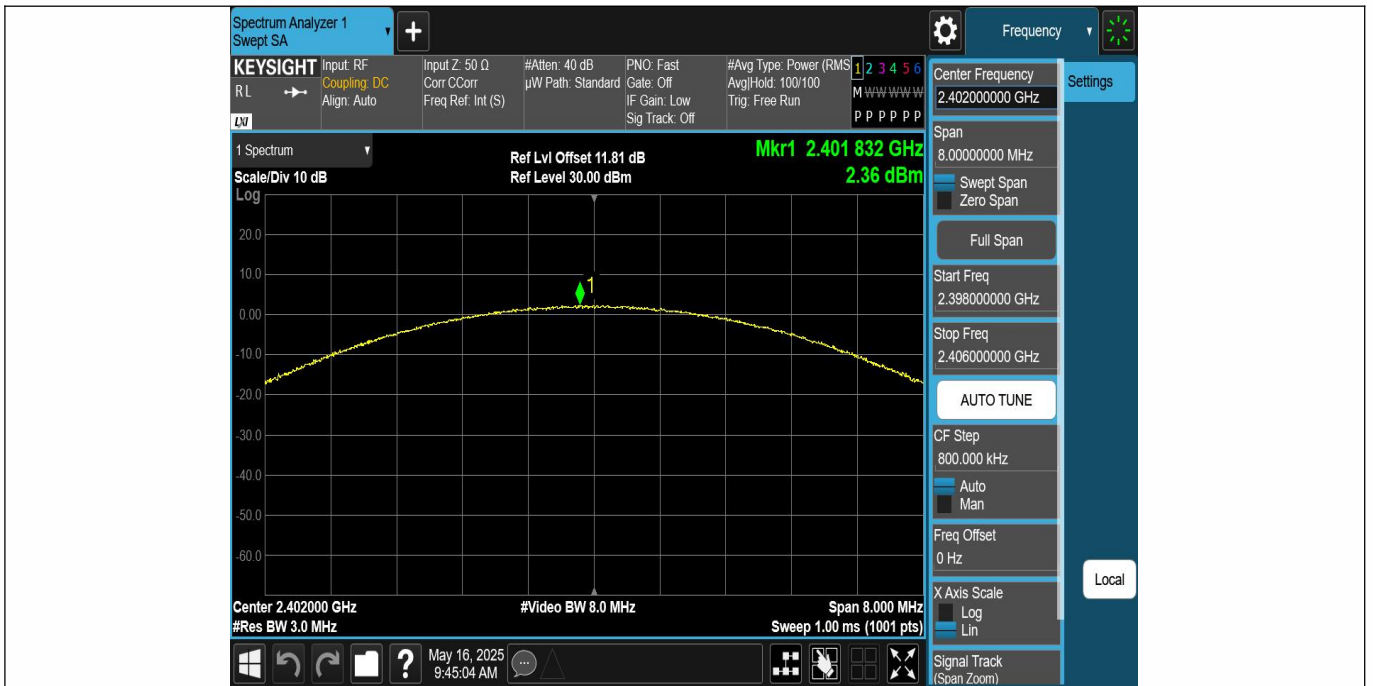 Spectrum Analyzer 1
Swept SA
+
Frequency
KEYSIGHT
RL
LXI
Input: RF
Coupling: DC
Align: Auto
Input Z: 50 Ω
Corr CCorr
Freq Ref: Int (S)
#Atten: 40 dB
µW Path: Standard
PNO: Fast
Gate: Off
IF Gain: Low
Sig Track: Off
#Avg Type: Power (RMS
Avg|Hold: 100/100
Trig: Free Run
1 2 3 4 5 6
M W W W W W
P P P P P P
1 Spectrum
Scale/Div 10 dB
Log
Ref Lvl Offset 11.81 dB
Ref Level 30.00 dBm
Mkr1 2.401 832 GHz
2.36 dBm
20.0
10.0
0.00
-10.0
-20.0
-30.0
-40.0
-50.0
-60.0
1
Center 2.402000 GHz
#Res BW 3.0 MHz
#Video BW 8.0 MHz
Span 8.000 MHz
Sweep 1.00 ms (1001 pts)
Center Frequency
2.402000000 GHz
Settings
Span
8.00000000 MHz
Swept Span
Zero Span
Full Span
Start Freq
2.398000000 GHz
Stop Freq
2.406000000 GHz
AUTO TUNE
CF Step
800.000 kHz
Auto
Man
Freq Offset
0 Hz
X Axis Scale
Log
Lin
Local
Signal Track
(Span Zoom)
?
May 16, 2025
9:45:04 AM